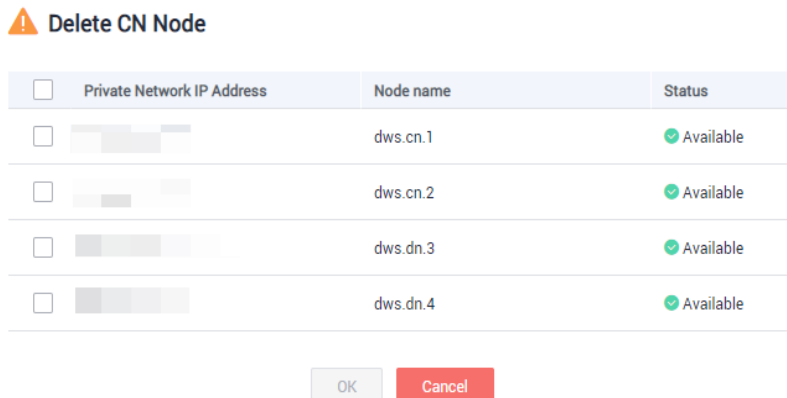 Delete CN Node
Private Network IP Address Node name Status
dws.cn.1 Available
dws.cn.2 Available
dws.dn.3 Available
dws.dn.4 Available
OK Cancel